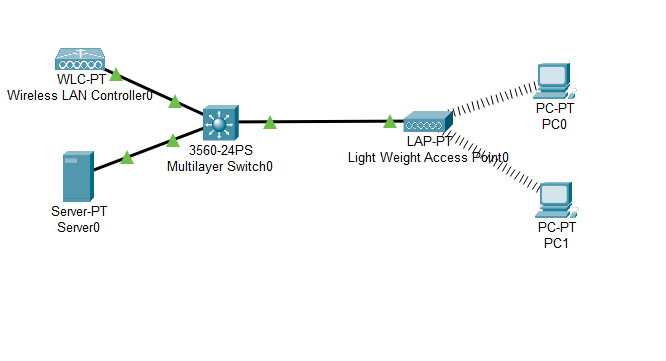 WLC-PT
Wireless LAN Controller0
3560-24PS
Multilayer Switch0
Server-PT
Server0
LAP-PT
Light Weight Access Point0
PC-PT
PC0
PC-PT
PC1